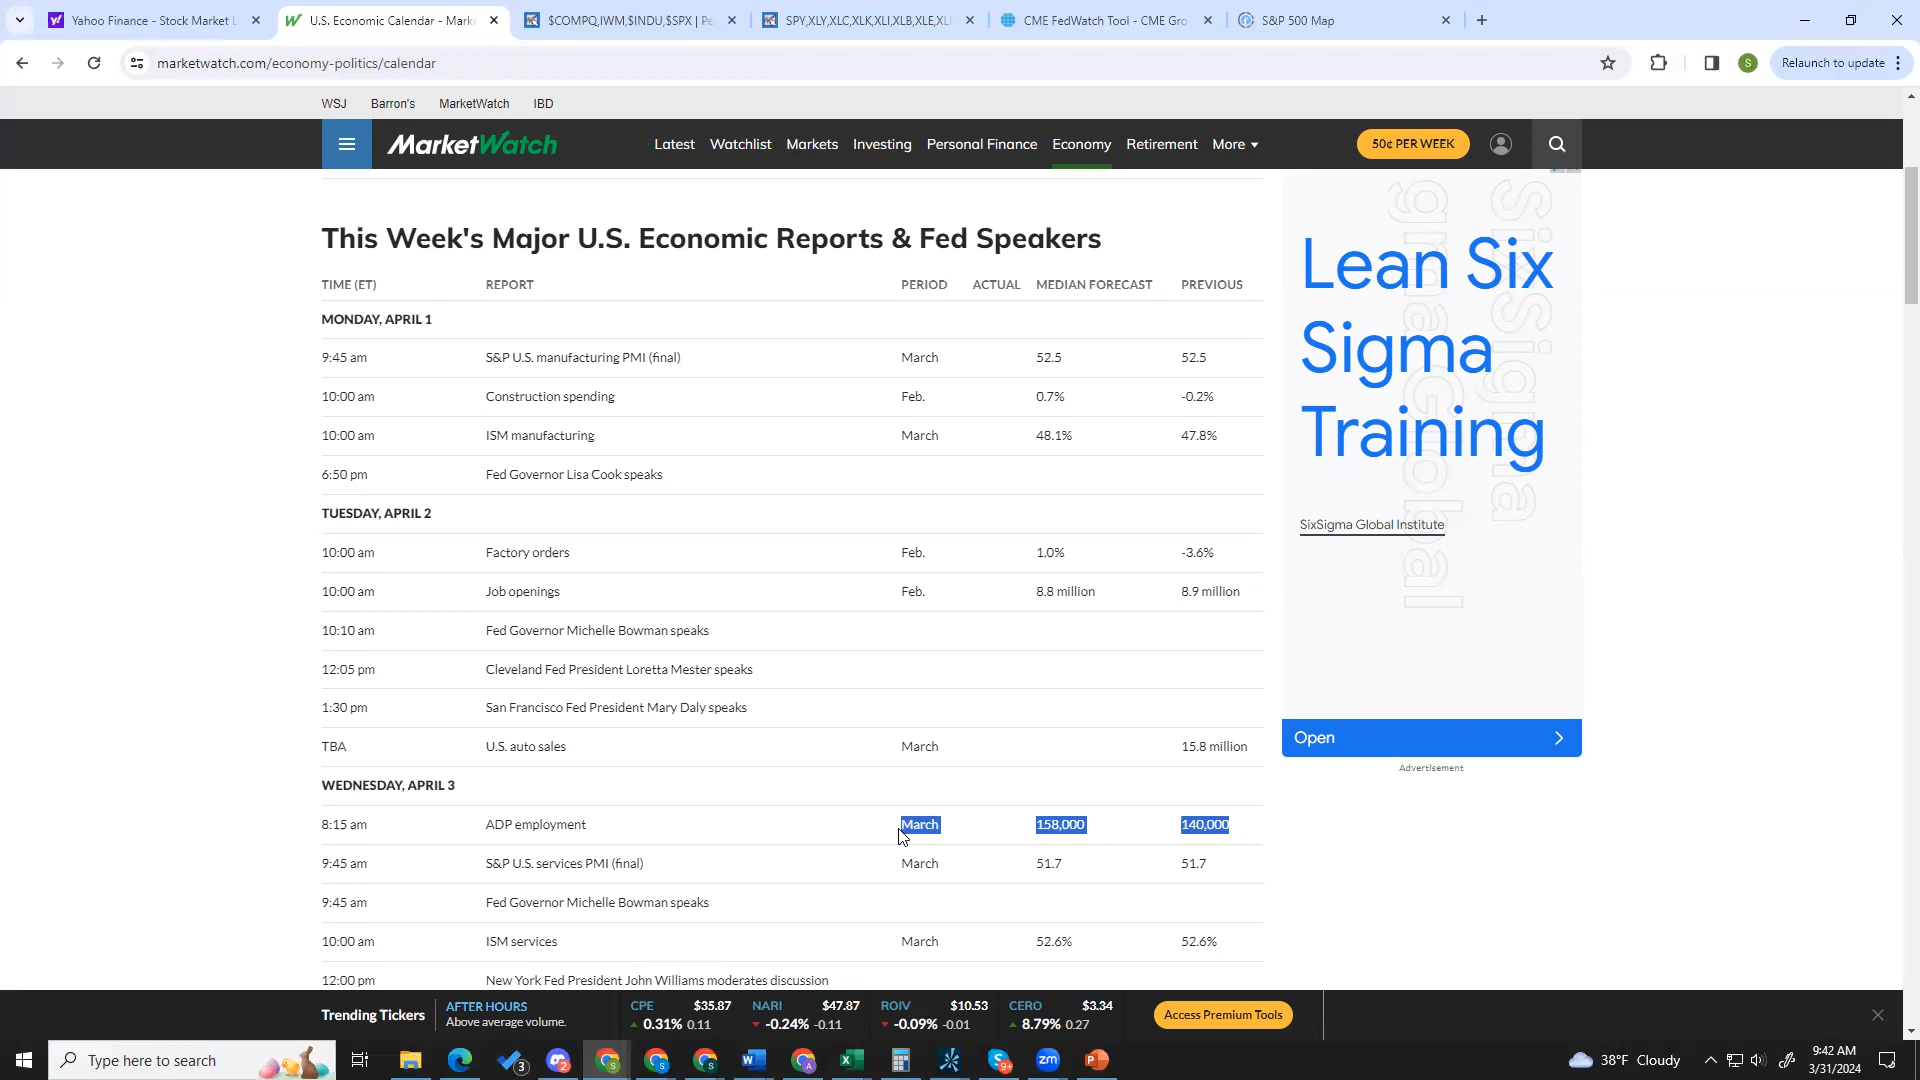 Yahoo Finance - Stock Market L
U.S. Economic Calendar - Marke
$COMPQ,IWM,$INDU,$SPX | Pe
SPY,XLY,XLC,XLK,XLI,XLB,XLE,XLP
CME FedWatch Tool - CME Gro
S&P 500 Map
marketwatch.com/economy-politics/calendar
S
Relaunch to update
WSJ Barron's MarketWatch IBD
MarketWatch
Latest Watchlist Markets Investing Personal Finance Economy Retirement More
50¢ PER WEEK
This Week's Major U.S. Economic Reports & Fed Speakers
TIME (ET) REPORT PERIOD ACTUAL MEDIAN FORECAST PREVIOUS
MONDAY, APRIL 1
9:45 am S&P U.S. manufacturing PMI (final) March 52.5 52.5
10:00 am Construction spending Feb. 0.7% -0.2%
10:00 am ISM manufacturing March 48.1% 47.8%
6:50 pm Fed Governor Lisa Cook speaks
TUESDAY, APRIL 2
10:00 am Factory orders Feb. 1.0% -3.6%
10:00 am Job openings Feb. 8.8 million 8.9 million
10:10 am Fed Governor Michelle Bowman speaks
12:05 pm Cleveland Fed President Loretta Mester speaks
1:30 pm San Francisco Fed President Mary Daly speaks
TBA U.S. auto sales March 15.8 million
WEDNESDAY, APRIL 3
8:15 am ADP employment March 158,000 140,000
9:45 am S&P U.S. services PMI (final) March 51.7 51.7
9:45 am Fed Governor Michelle Bowman speaks
10:00 am ISM services March 52.6% 52.6%
12:00 pm New York Fed President John Williams moderates discussion
Lean Six
Sigma
Training
SixSigma
Global
SixSigma Global Institute
Open
Advertisement
Trending Tickers
AFTER HOURS
Above average volume.
CPE $35.87
0.31% 0.11
NARI $47.87
-0.24% -0.11
ROIV $10.53
-0.09% -0.01
CERO $3.34
8.79% 0.27
Access Premium Tools
Type here to search
3
2
9+
zm
38°F Cloudy
9:42 AM
3/31/2024